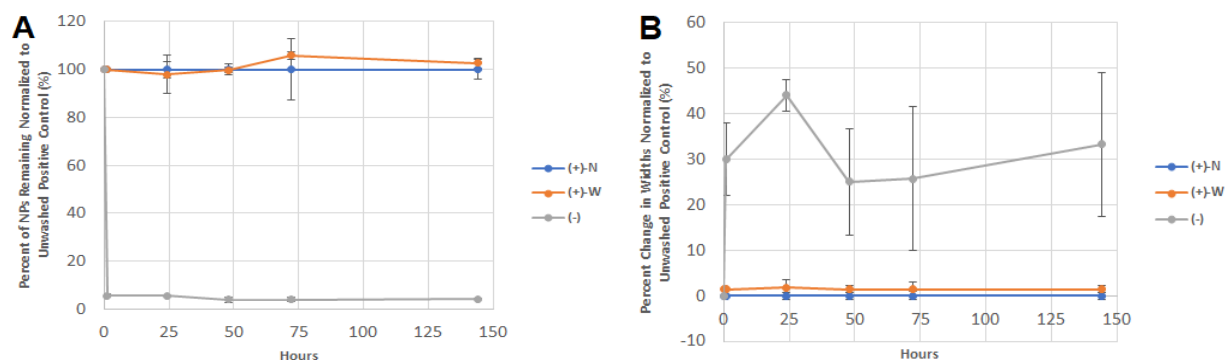 A
Percent of NPs Remaining Normalized to
Unwashed Positive Control (%)
120
100
80
60
40
20
0
0 25 50 75 100 125 150
Hours
(+)-N
(+)-W
(-)
B
Percent Change in Widths Normalized to
Unwashed Positive Control (%)
60
50
40
30
20
10
0
-10
0 25 50 75 100 125 150
Hours
(+)-N
(+)-W
(-)